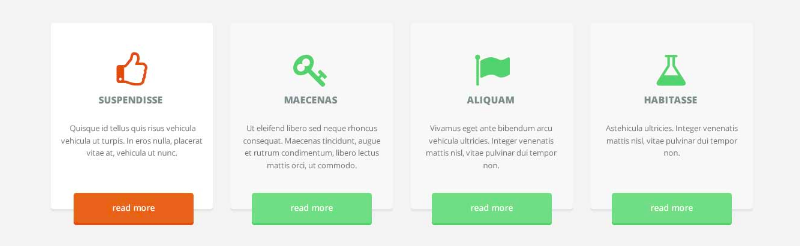 SUSPENDISSE
Quisque id tellus quis risus vehicula
vehicula ut turpis. In eros nulla, placerat
vitae at, vehicula ut nunc.
read more
MAECENAS
Ut eleifend libero sed neque rhoncus
consequat. Maecenas tincidunt, augue
et rutrum condimentum, libero lectus
mattis orci, ut commodo.
read more
ALIQUAM
Vivamus eget ante bibendum arcu
vehicula ultricies. Integer venenatis
mattis nisl, vitae pulvinar dui tempor
non.
read more
HABITASSE
Astehicula ultricies. Integer venenatis
mattis nisl, vitae pulvinar dui tempor
non.
read more